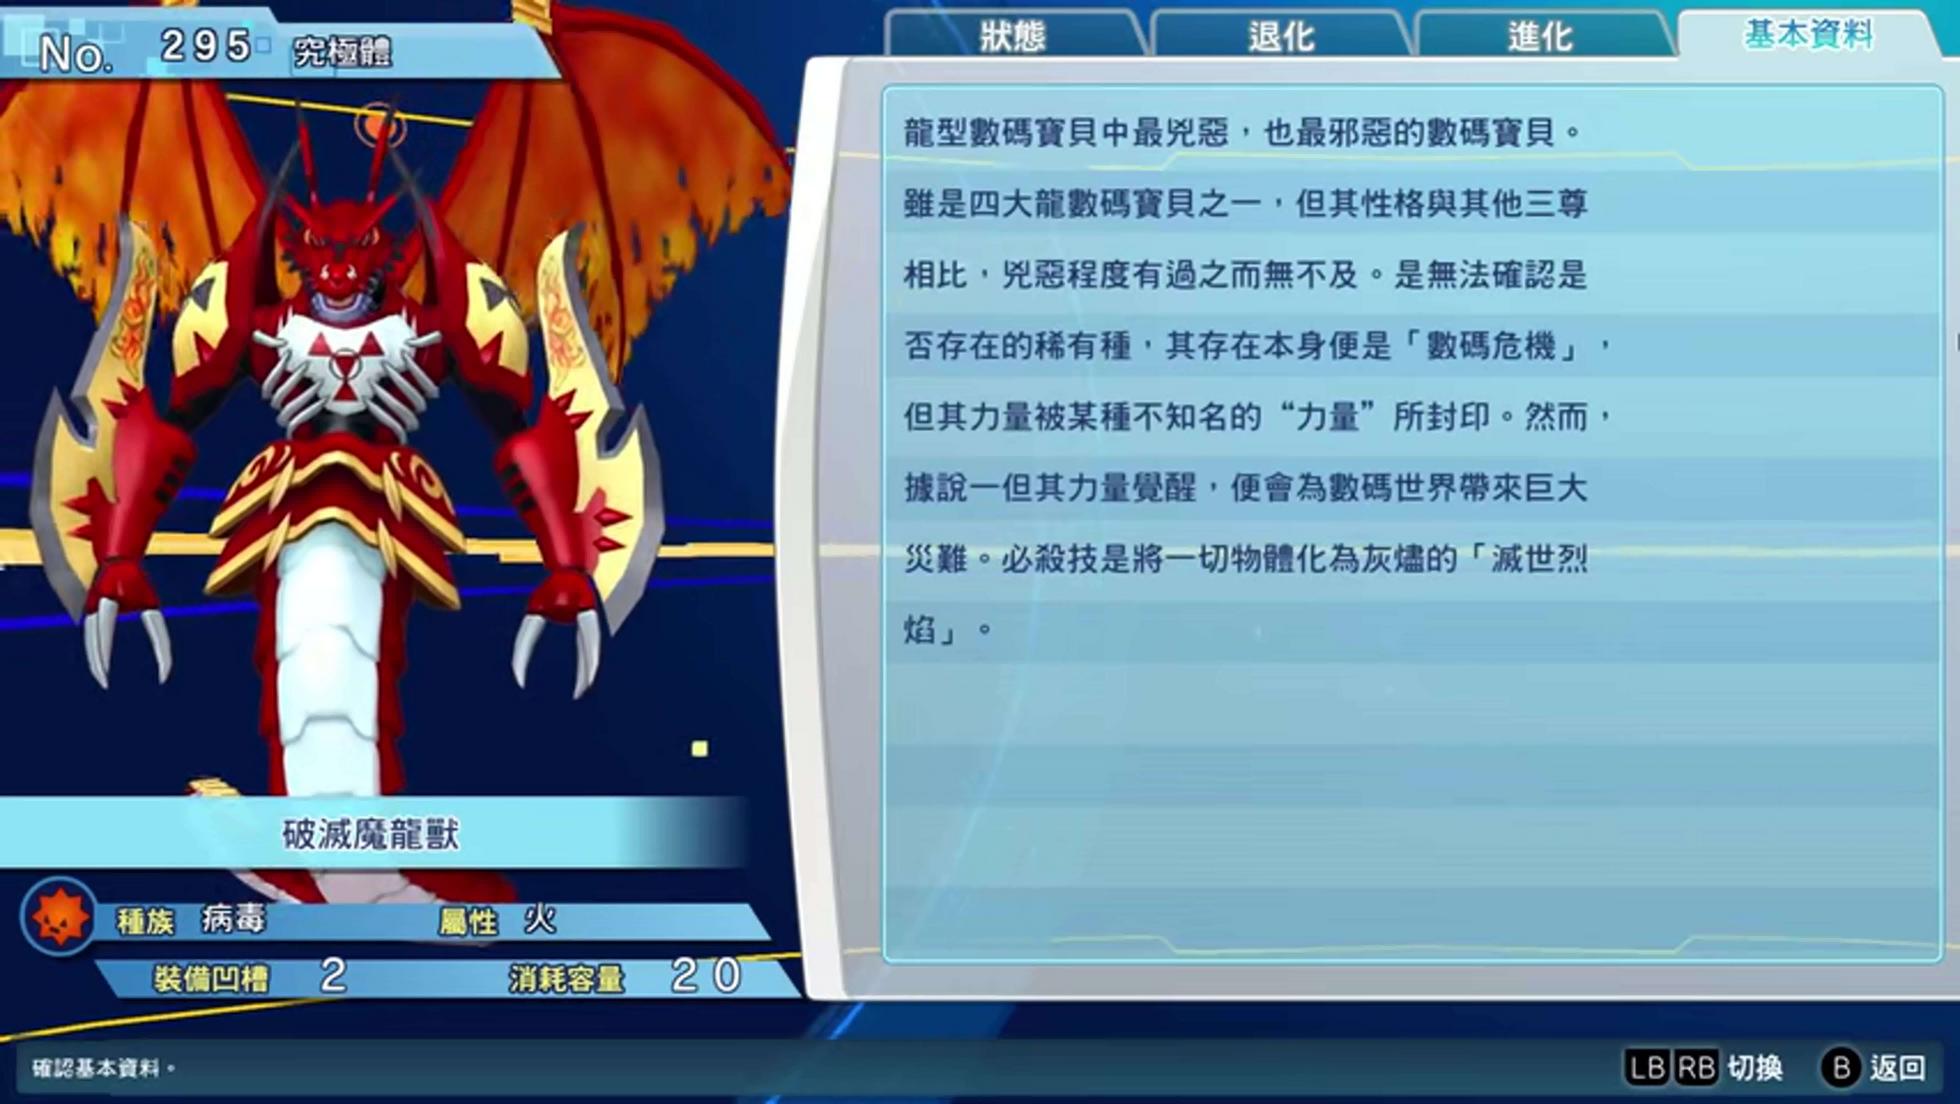 No. 295 究極體
狀態 退化 進化 基本資料
龍型數碼寶貝中最兇惡，也最邪惡的數碼寶貝。
雖是四大龍數碼寶貝之一，但其性格與其他三尊
相比，兇惡程度有過之而無不及。是無法確認是
否存在的稀有種，其存在本身便是「數碼危機」，
但其力量被某種不知名的“力量”所封印。然而，
據說一但其力量覺醒，便會為數碼世界帶來巨大
災難。必殺技是將一切物體化為灰燼的「滅世烈
焰」。
破滅魔龍獸
種族 病毒 屬性 火
裝備凹槽 2 消耗容量 20
確認基本資料。
LB RB 切換 B 返回